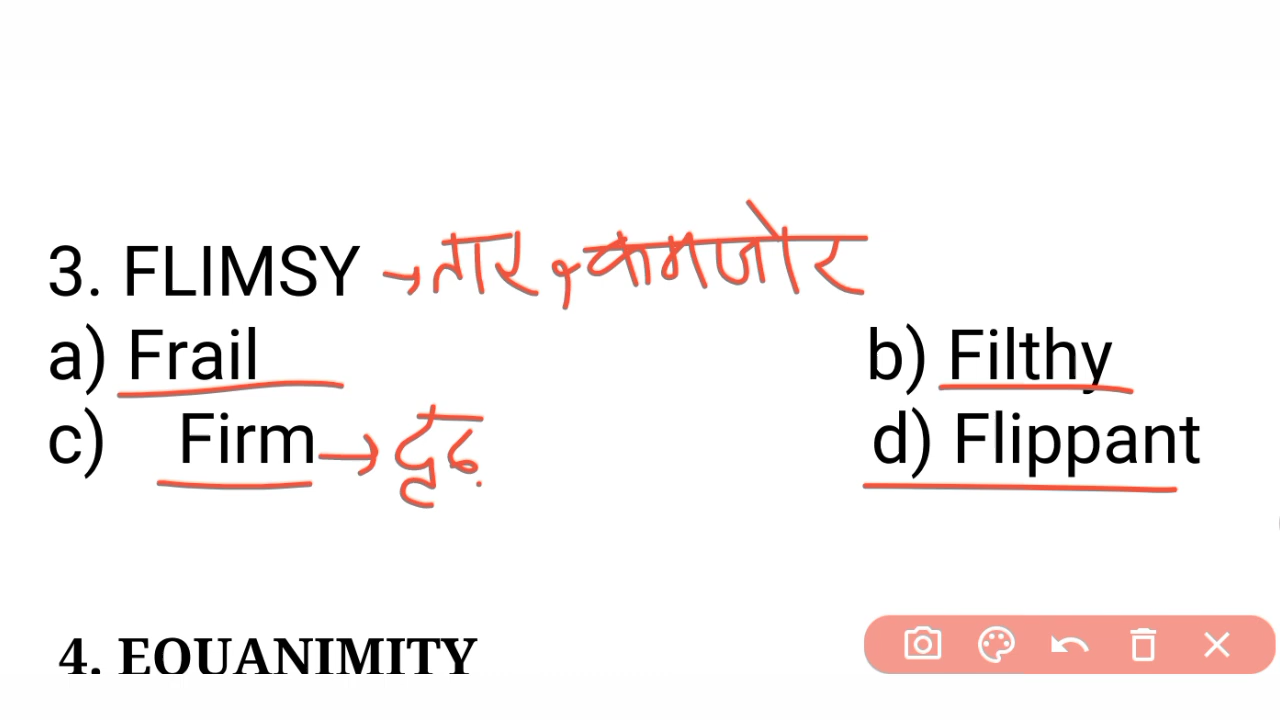 3. FLIMSY → तार, कमजोर
a) Frail b) Filthy
c) Firm → दृढ़ d) Flippant
4. EQUANIMITY